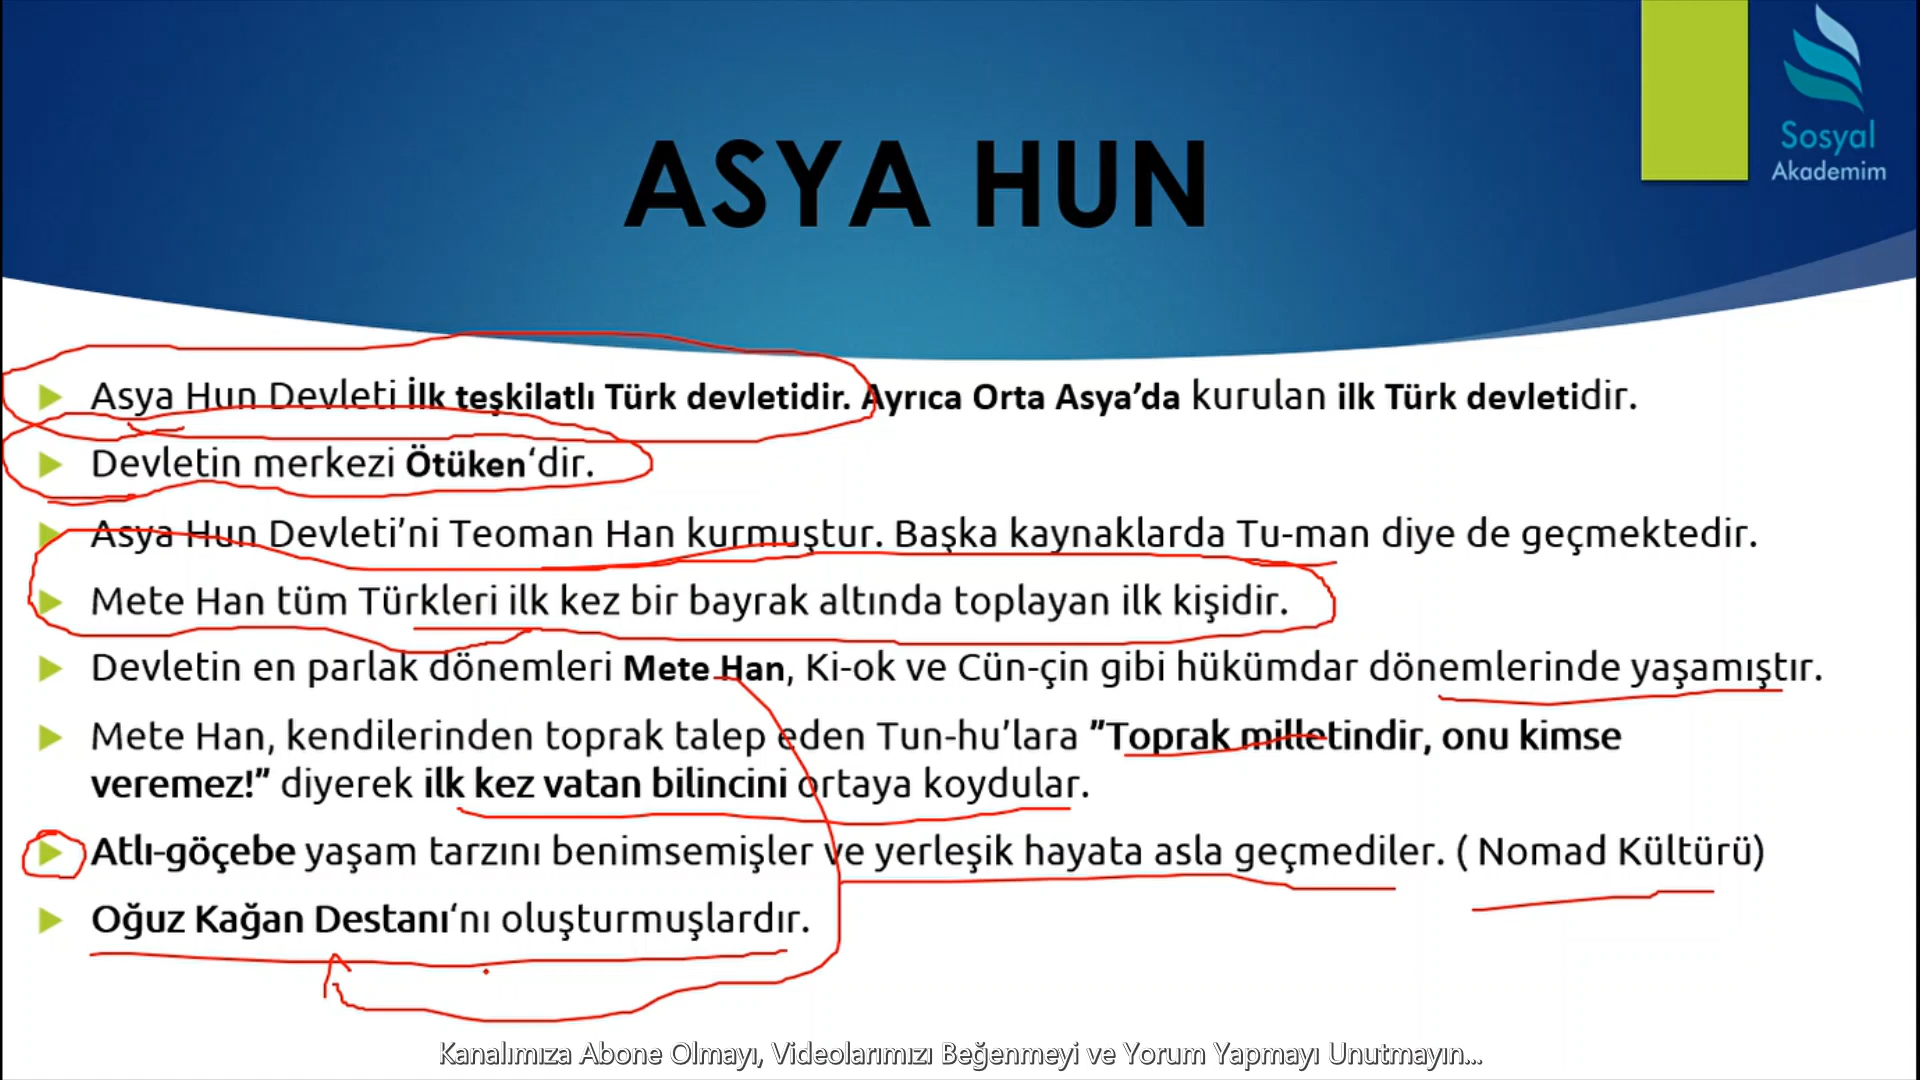 Sosyal
Akademim
ASYA HUN
Asya Hun Devleti İlk teşkilatlı Türk devletidir. Ayrıca Orta Asya’da kurulan ilk Türk devletidir.
Devletin merkezi Ötüken‘dir.
Asya Hun Devleti’ni Teoman Han kurmuştur. Başka kaynaklarda Tu-man diye de geçmektedir.
Mete Han tüm Türkleri ilk kez bir bayrak altında toplayan ilk kişidir.
Devletin en parlak dönemleri Mete Han, Ki-ok ve Cün-çin gibi hükümdar dönemlerinde yaşamıştır.
Mete Han, kendilerinden toprak talep eden Tun-hu’lara ”Toprak milletindir, onu kimse
veremez!” diyerek ilk kez vatan bilincini ortaya koydular.
Atlı-göçebe yaşam tarzını benimsemişler ve yerleşik hayata asla geçmediler. ( Nomad Kültürü)
Oğuz Kağan Destanı‘nı oluşturmuşlardır.
Kanalımıza Abone Olmayı, Videolarımızı Beğenmeyi ve Yorum Yapmayı Unutmayın...